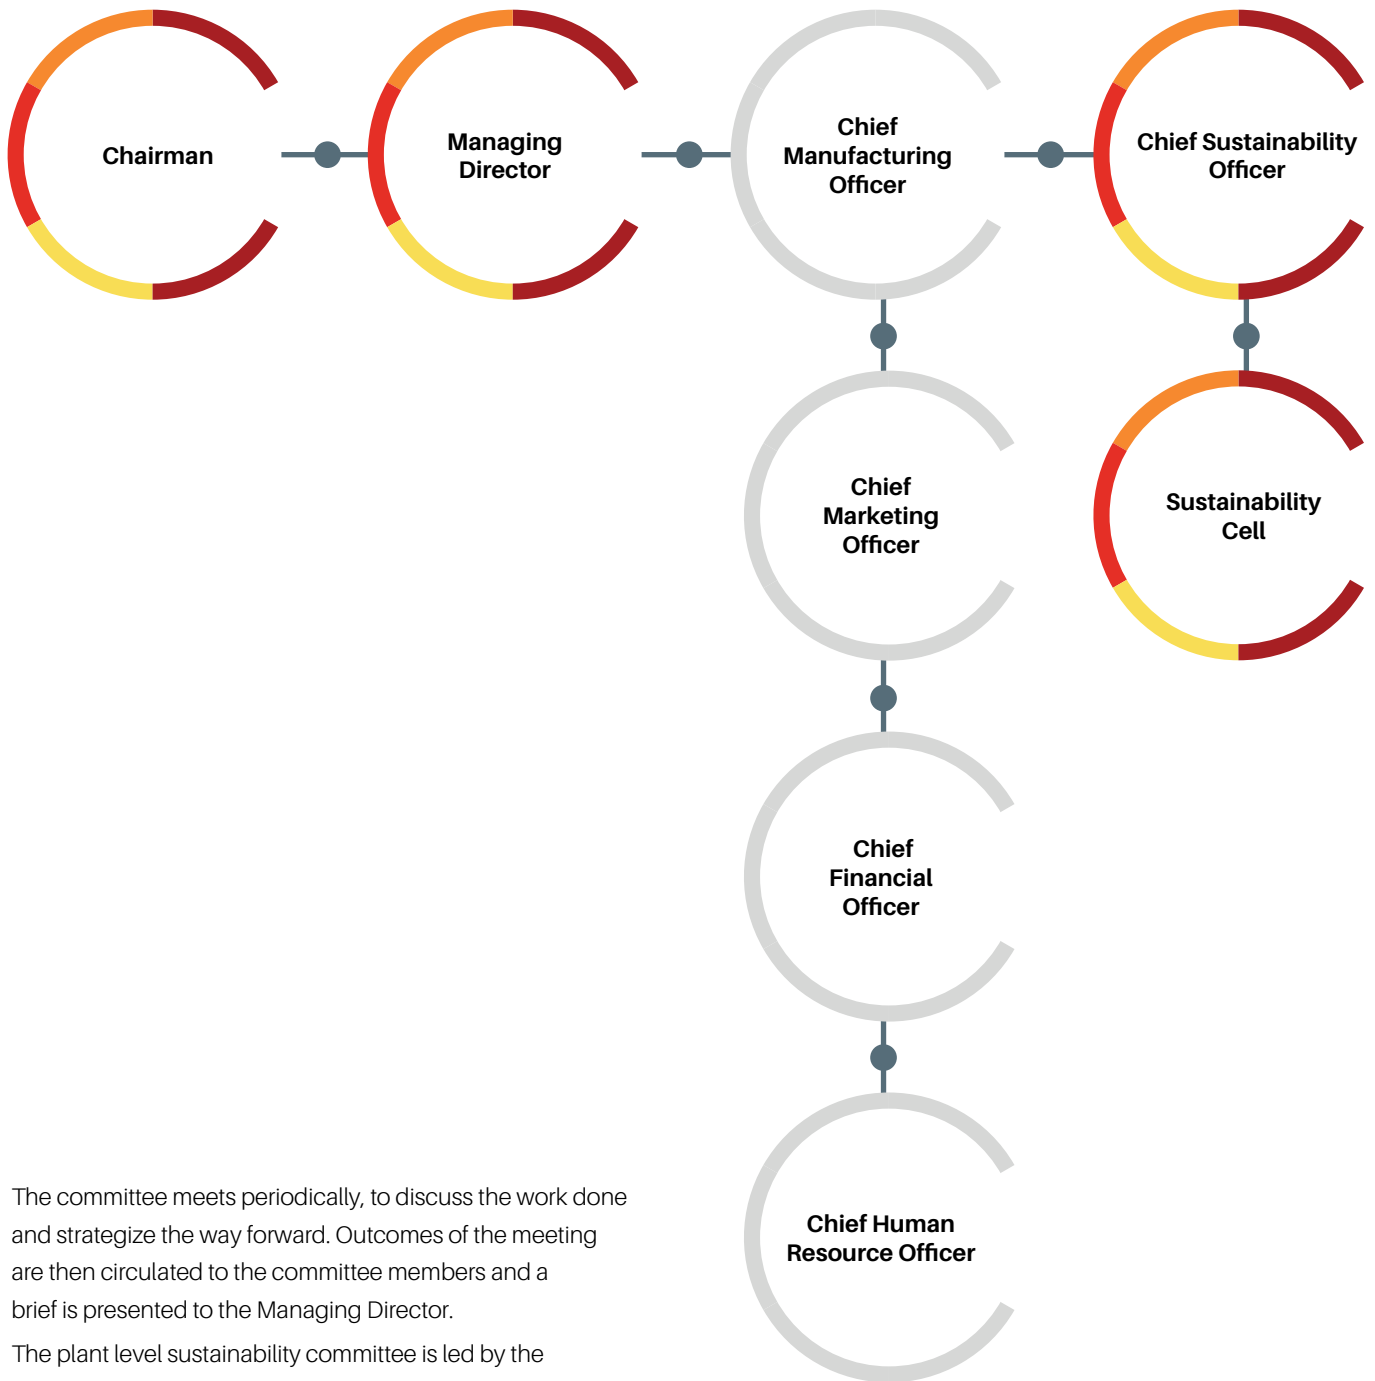 Chairman
Managing
Director
Chief
Manufacturing
Officer
Chief Sustainability
Officer
Chief
Marketing
Officer
Sustainability
Cell
Chief
Financial
Officer
Chief Human
Resource Officer
The committee meets periodically, to discuss the work done
and strategize the way forward. Outcomes of the meeting
are then circulated to the committee members and a
brief is presented to the Managing Director.
The plant level sustainability committee is led by the